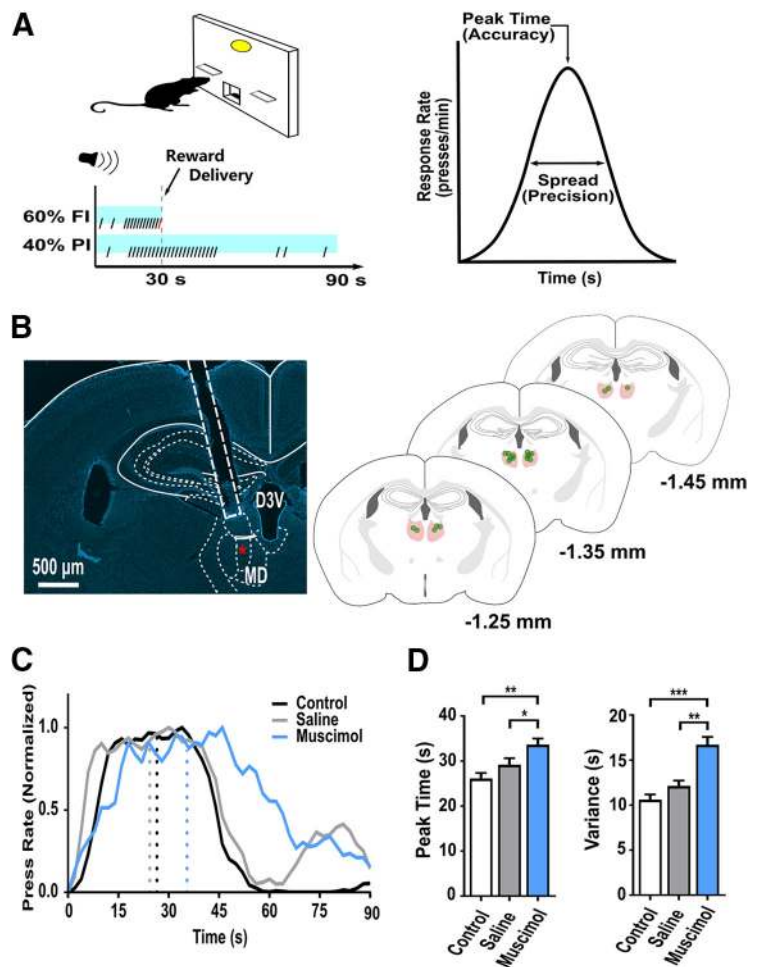 A
Reward
Delivery
60% FI
40% PI
30 s
90 s
Peak Time
(Accuracy)
Response Rate
(presses/min)
Spread
(Precision)
Time (s)
B
D3V
MD
500 μm
-1.25 mm
-1.35 mm
-1.45 mm
C
Press Rate (Normalized)
1.0
0.5
0.0
0
15
30
45
60
75
90
Time (s)
Control
Saline
Muscimol
D
Peak Time (s)
40
30
20
10
0
**
*
Control
Saline
Muscimol
Variance (s)
20
15
10
5
0
***
**
Control
Saline
Muscimol